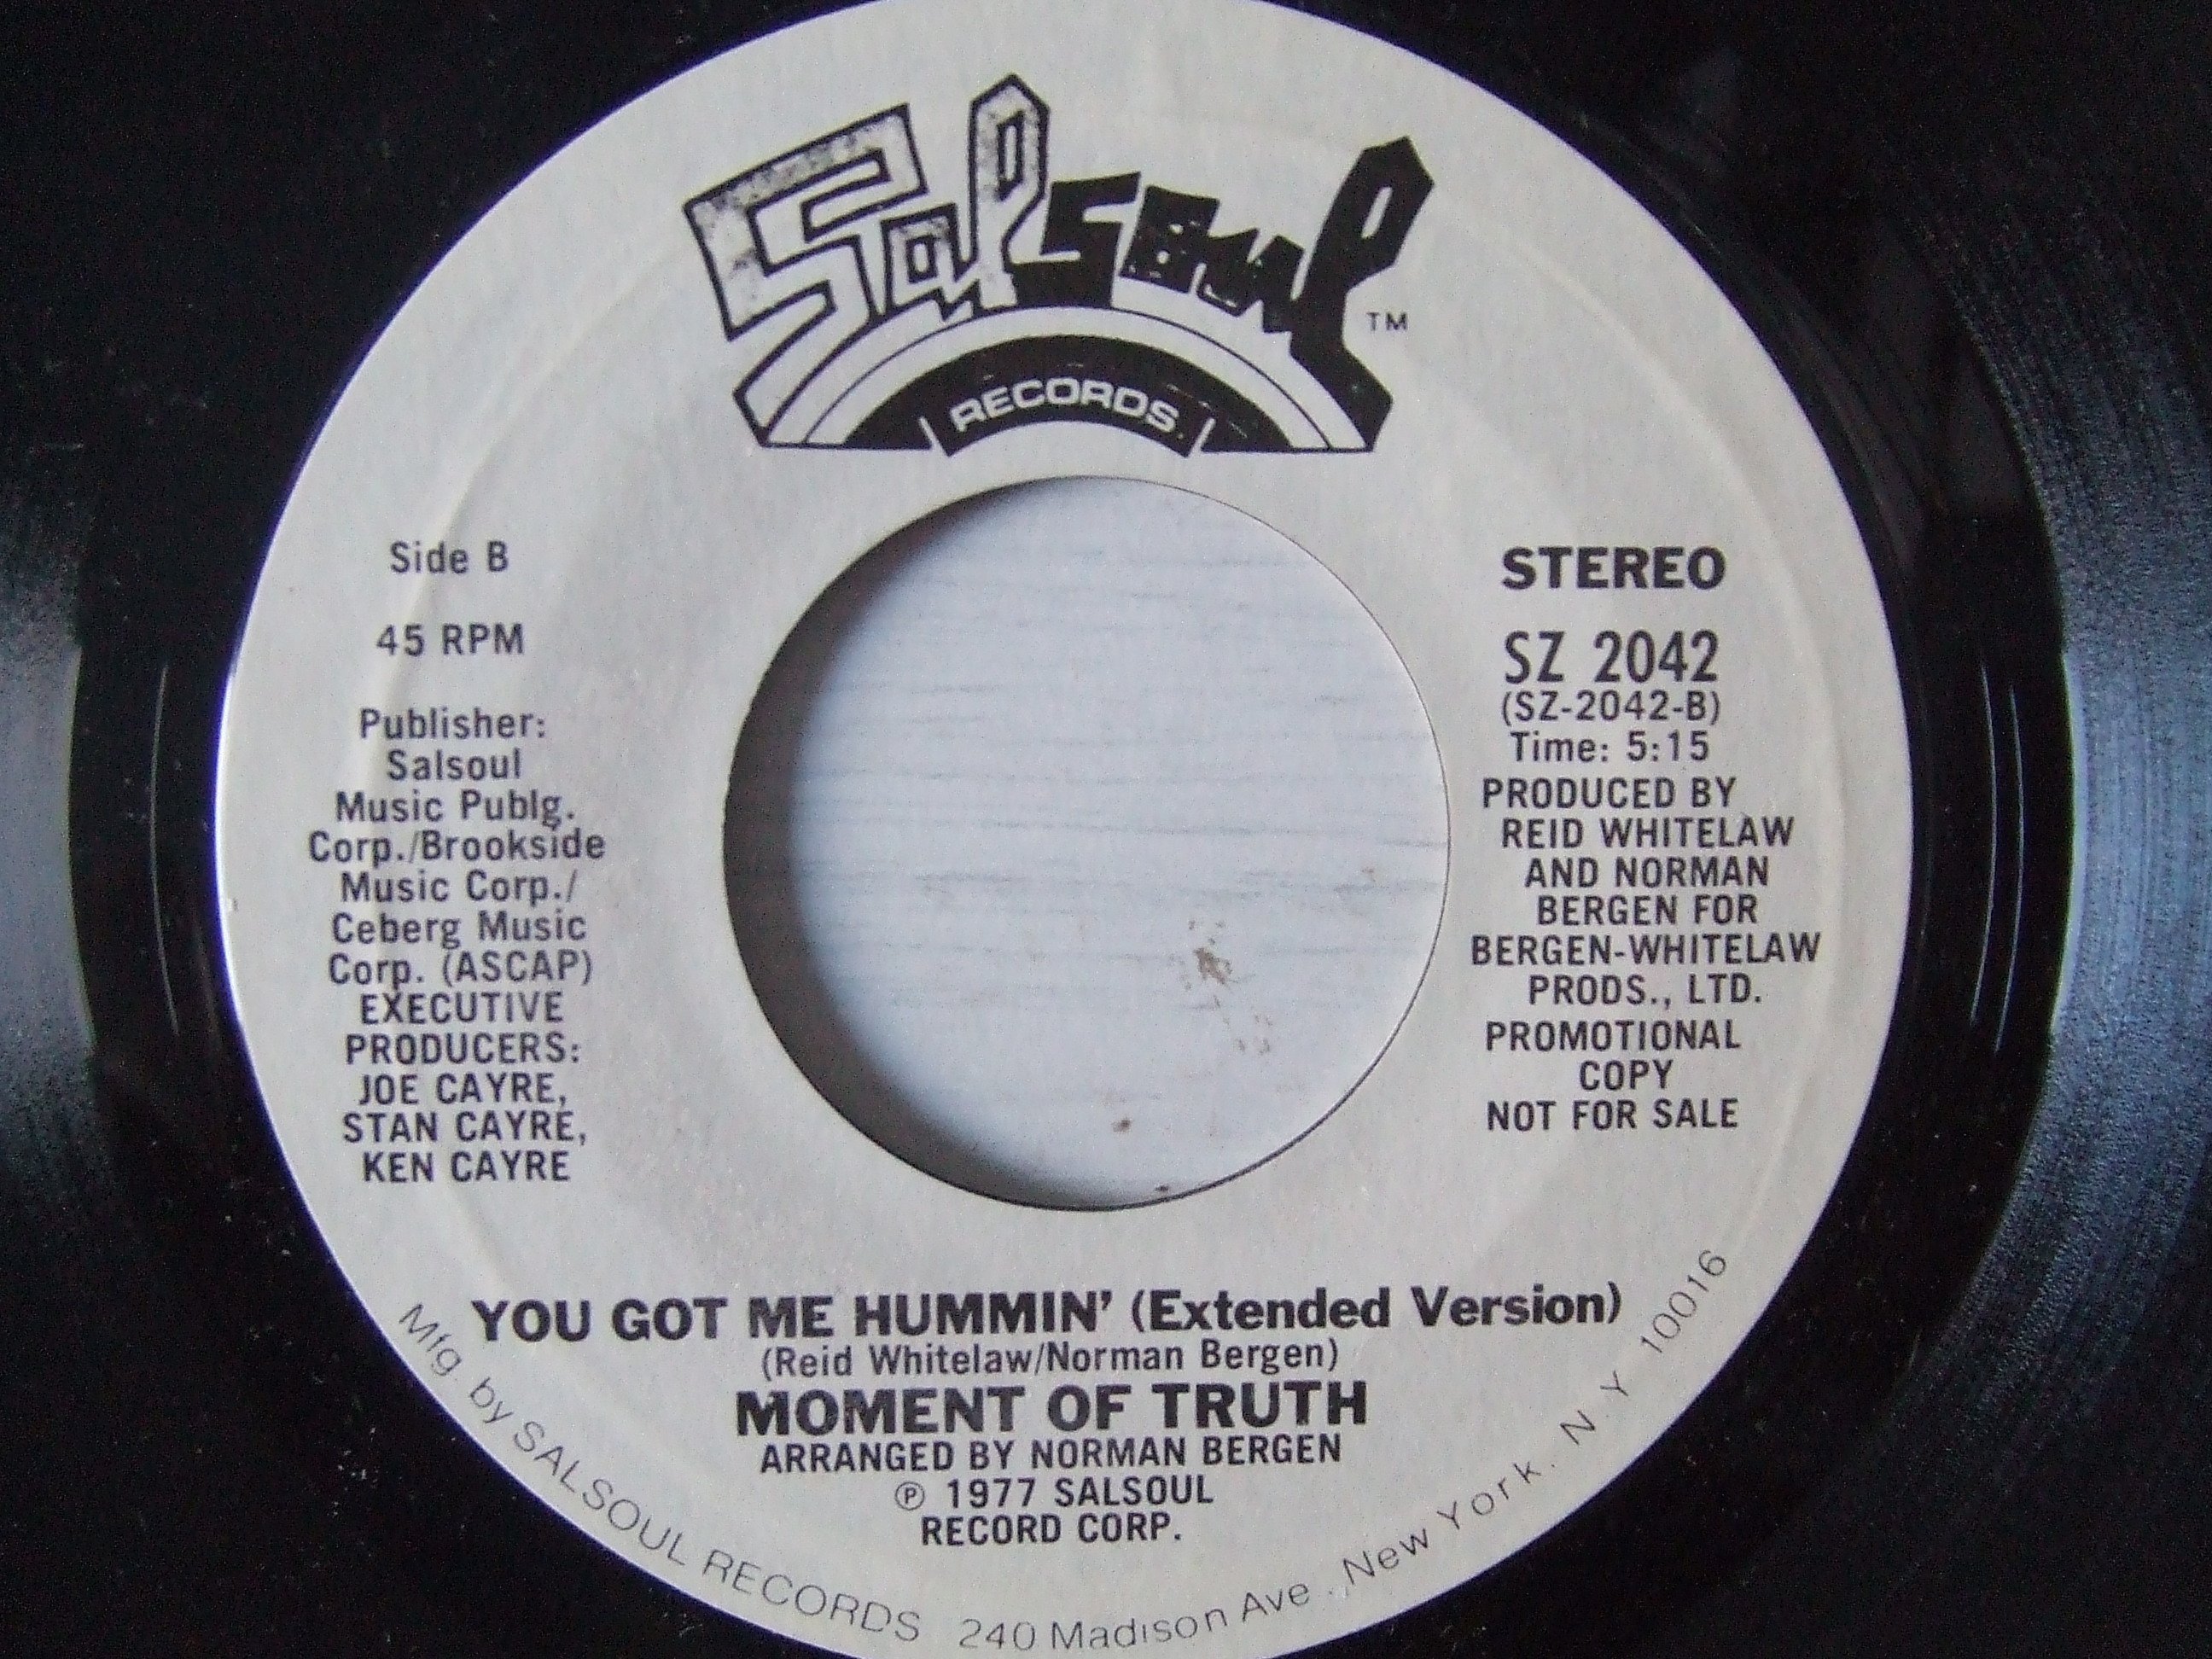 Salsoul
TM
RECORDS
Side B
45 RPM
Publisher:
Salsoul
Music Publg.
Corp./Brookside
Music Corp./
Ceberg Music
Corp. (ASCAP)
EXECUTIVE
PRODUCERS:
JOE CAYRE,
STAN CAYRE,
KEN CAYRE
STEREO
SZ 2042
(SZ-2042-B)
Time: 5:15
PRODUCED BY
REID WHITELAW
AND NORMAN
BERGEN FOR
BERGEN-WHITELAW
PRODS., LTD.
PROMOTIONAL
COPY
NOT FOR SALE
YOU GOT ME HUMMIN' (Extended Version)
(Reid Whitelaw/Norman Bergen)
MOMENT OF TRUTH
ARRANGED BY NORMAN BERGEN
℗ 1977 SALSOUL
RECORD CORP.
Mfg. by SALSOUL RECORDS 240 Madison Ave. New York. N.Y 10016